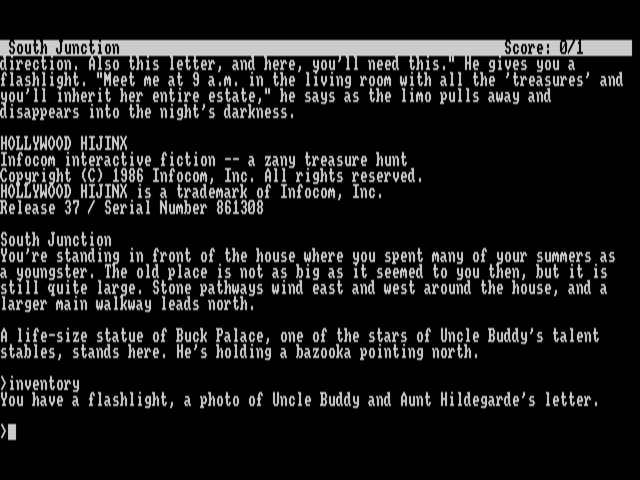 South Junction Score: 0/1
direction. Also this letter, and here, you'll need this." He gives you a
flashlight. "Meet me at 9 a.m. in the living room with all the 'treasures' and
you'll inherit her entire estate," he says as the limo pulls away and
disappears into the night's darkness.
HOLLYWOOD HIJINX
Infocom interactive fiction -- a zany treasure hunt
Copyright (C) 1986 Infocom, Inc. All rights reserved.
HOLLYWOOD HIJINX is a trademark of Infocom, Inc.
Release 37 / Serial Number 861308
South Junction
You're standing in front of the house where you spent many of your summers as
a youngster. The old place is not as big as it seemed to you then, but it is
still quite large. Stone pathways wind east and west around the house, and a
larger main walkway leads north.
A life-size statue of Buck Palace, one of the stars of Uncle Buddy's talent
stables, stands here. He's holding a bazooka pointing north.
>inventory
You have a flashlight, a photo of Uncle Buddy and Aunt Hildegarde's letter.
>